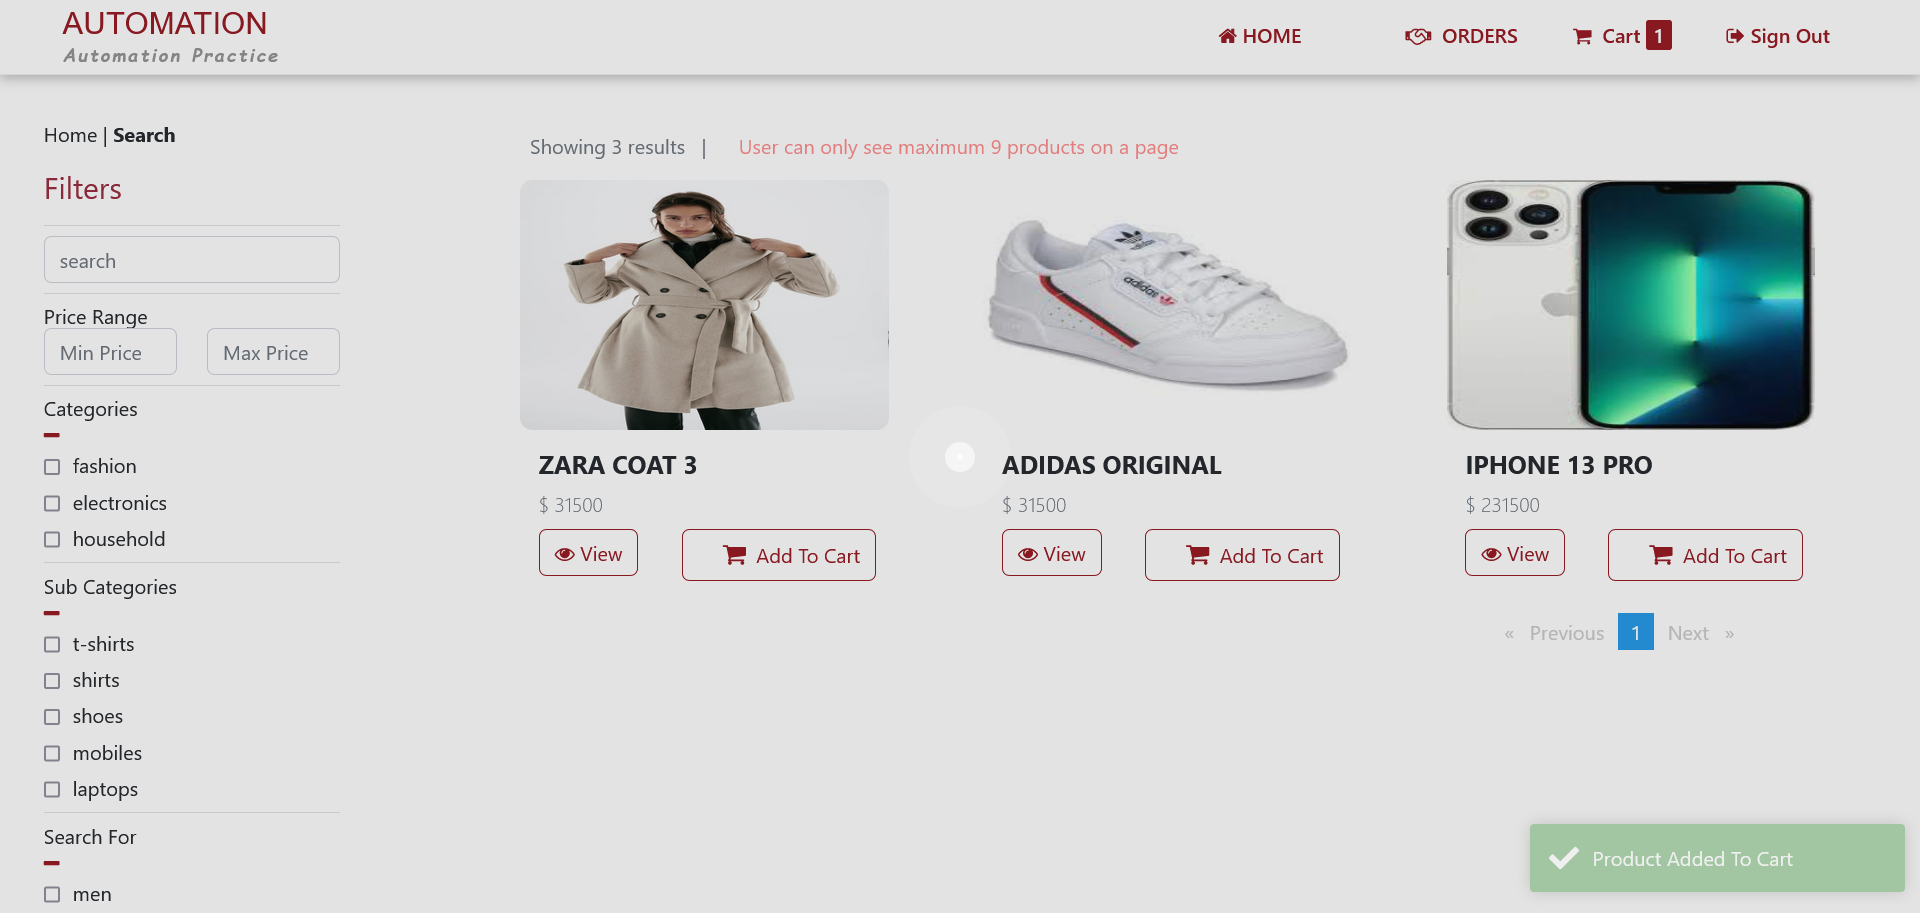 AUTOMATION
Automation Practice
HOME
ORDERS
Cart 1
Sign Out
Home | Search
Filters
search
Price Range
Min Price
Max Price
Categories
fashion
electronics
household
Sub Categories
t-shirts
shirts
shoes
mobiles
laptops
Search For
men
Showing 3 results |
User can only see maximum 9 products on a page
adidas
adidas
ZARA COAT 3
$ 31500
View
Add To Cart
ADIDAS ORIGINAL
$ 31500
View
Add To Cart
IPHONE 13 PRO
$ 231500
View
Add To Cart
« Previous 1 Next »
Product Added To Cart